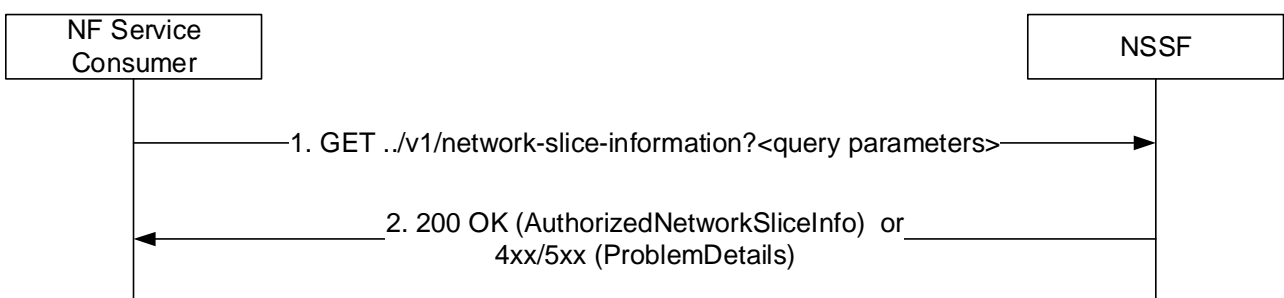 NF Service
Consumer
NSSF
1. GET ../v1/network-slice-information?<query parameters>
2. 200 OK (AuthorizedNetworkSliceInfo)  or
4xx/5xx (ProblemDetails)